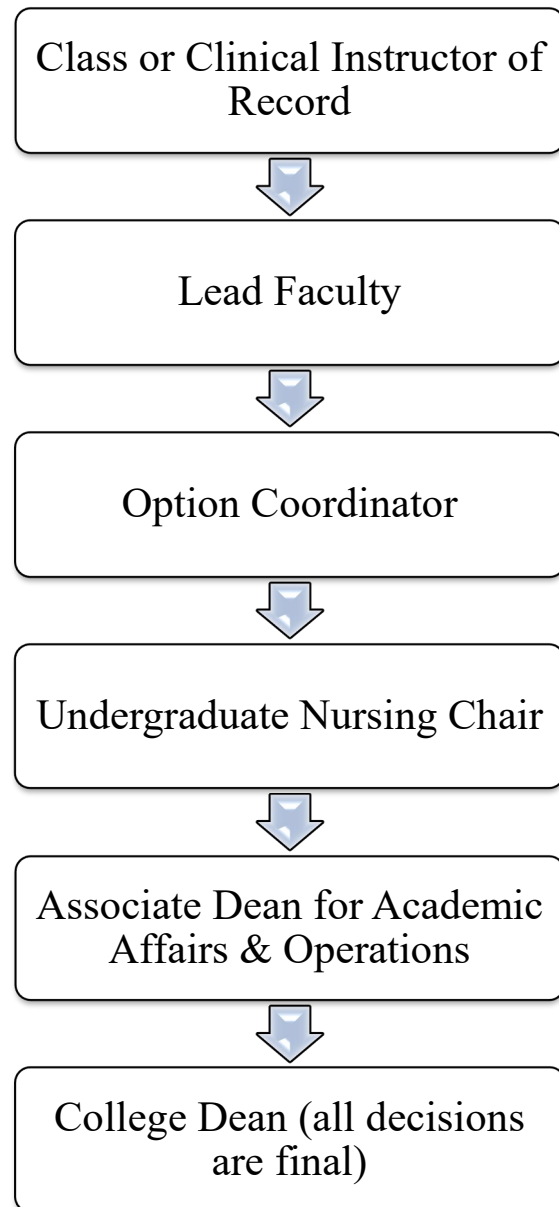 Class or Clinical Instructor of
Record
Lead Faculty
Option Coordinator
Undergraduate Nursing Chair
Associate Dean for Academic
Affairs & Operations
College Dean (all decisions
are final)